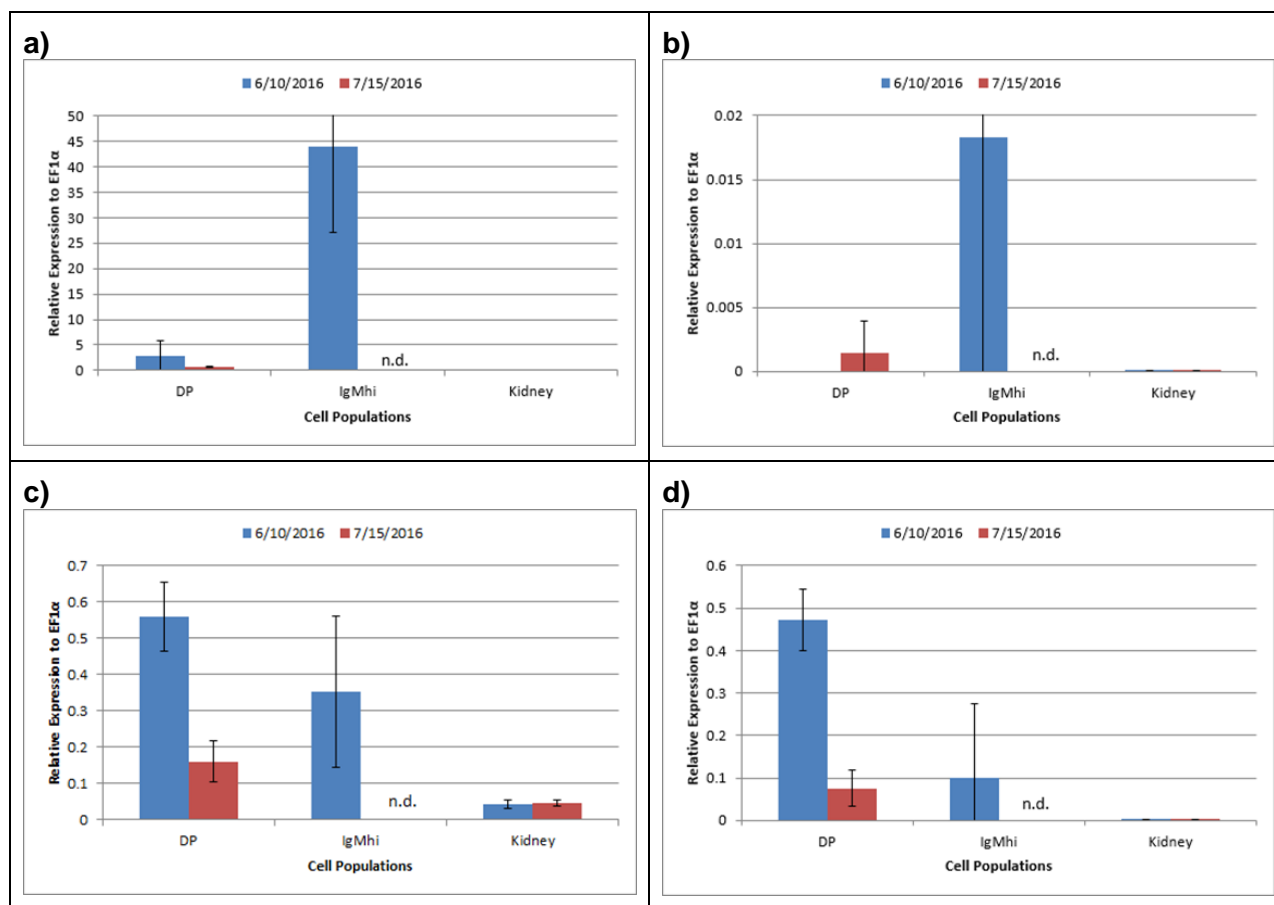 a)
6/10/2016 7/15/2016
Relative Expression to EF1α
50
45
40
35
30
25
20
15
10
5
0
n.d.
DP IgMhi Kidney
Cell Populations
b)
6/10/2016 7/15/2016
Relative Expression to EF1α
0.02
0.015
0.01
0.005
0
n.d.
DP IgMhi Kidney
Cell Populations
c)
6/10/2016 7/15/2016
Relative Expression to EF1α
0.7
0.6
0.5
0.4
0.3
0.2
0.1
0
n.d.
DP IgMhi Kidney
Cell Populations
d)
6/10/2016 7/15/2016
Relative Expression to EF1α
0.6
0.5
0.4
0.3
0.2
0.1
0
n.d.
DP IgMhi Kidney
Cell Populations